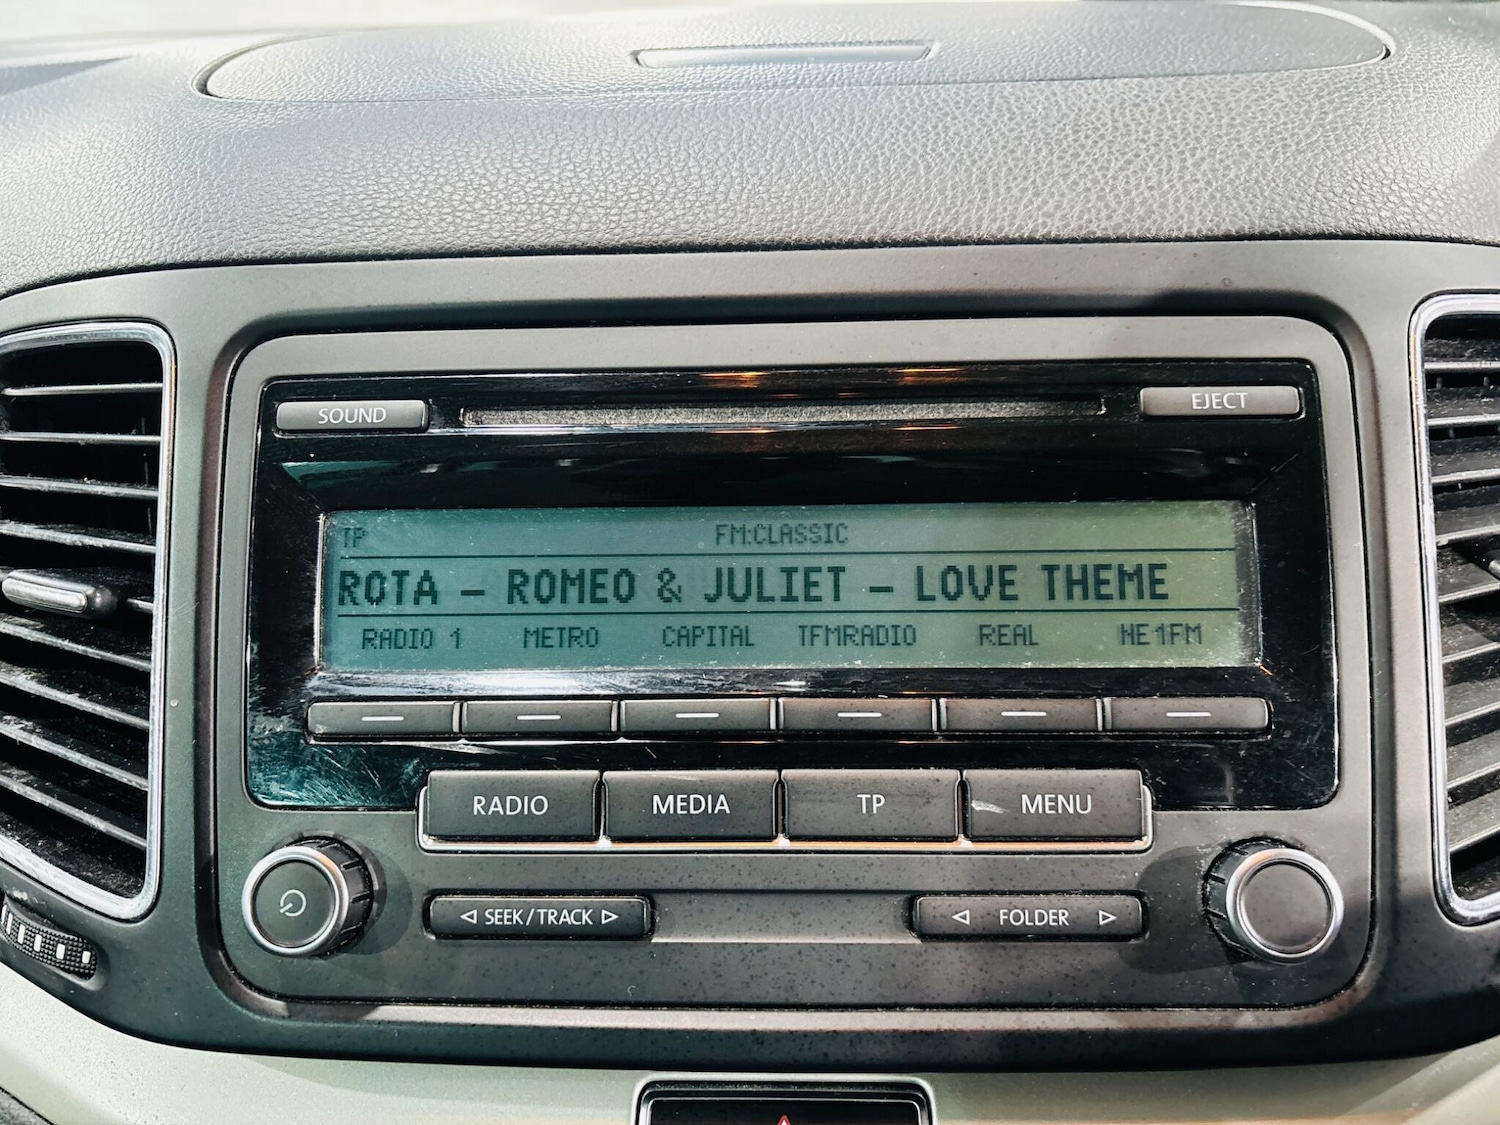 SOUND EJECT
TP FM:CLASSIC
ROTA - ROMEO & JULIET - LOVE THEME
RADIO 1 METRO CAPITAL TFMRADIO REAL NE1FM
RADIO MEDIA TP MENU
SEEK/TRACK FOLDER